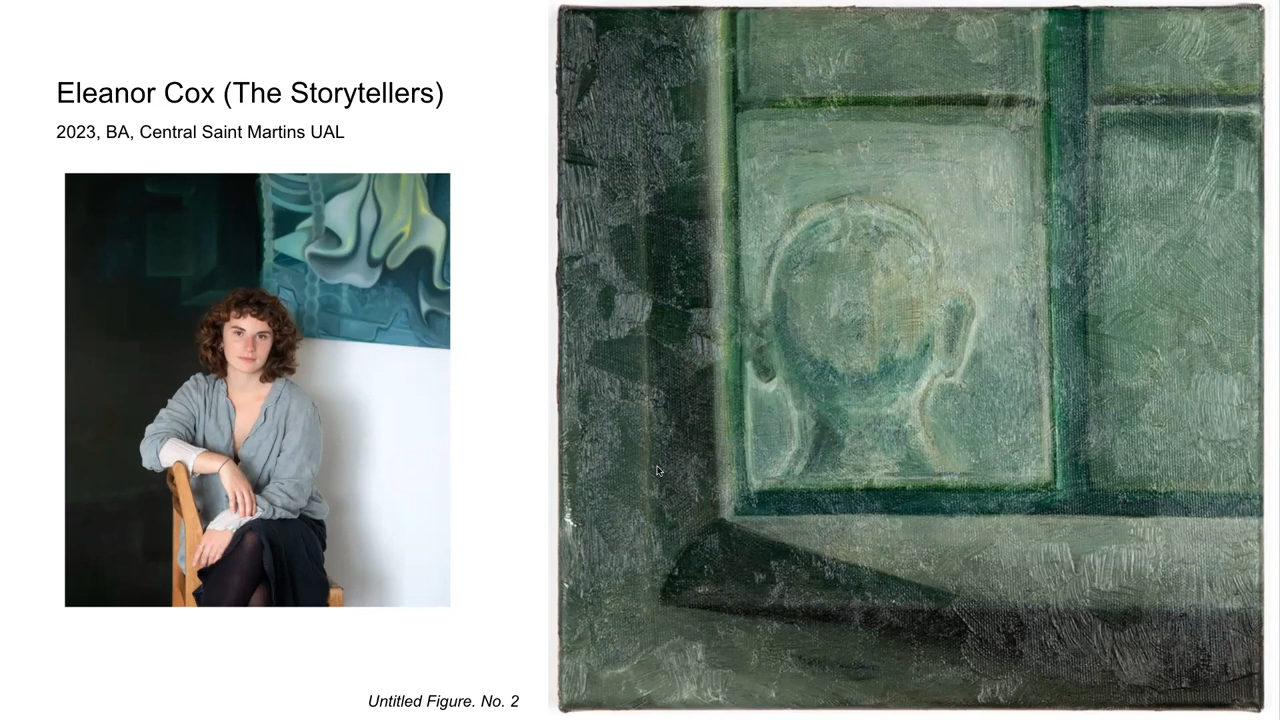 Eleanor Cox (The Storytellers)
2023, BA, Central Saint Martins UAL
Untitled Figure. No. 2